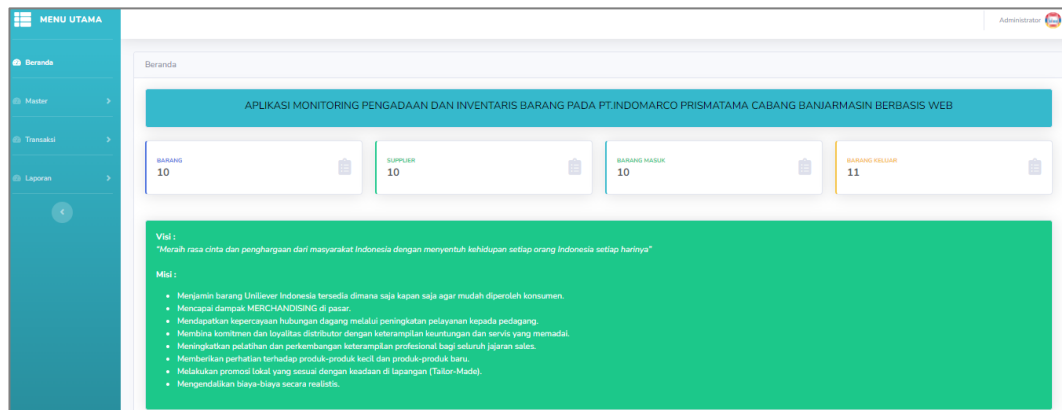 MENU UTAMA
Administrator
Beranda
Master
Transaksi
Laporan
Beranda
APLIKASI MONITORING PENGADAAN DAN INVENTARIS BARANG PADA PT.INDOMARCO PRISMATAMA CABANG BANJARMASIN BERBASIS WEB
BARANG
10
SUPPLIER
10
BARANG MASUK
10
BARANG KELUAR
11
Visi :
"Meraih rasa cinta dan penghargaan dari masyarakat Indonesia dengan menyentuh kehidupan setiap orang Indonesia setiap harinya"
Misi :
• Menjamin barang Uniliever Indonesia tersedia dimana saja kapan saja agar mudah diperoleh konsumen.
• Mencapai dampak MERCHANDISING di pasar.
• Mendapatkan kepercayaan hubungan dagang melalui peningkatan pelayanan kepada pedagang.
• Membina komitmen dan loyalitas distributor dengan keterampilan keuntungan dan servis yang memadai.
• Meningkatkan pelatihan dan perkembangan keterampilan profesional bagi seluruh jajaran sales.
• Memberikan perhatian terhadap produk-produk kecil dan produk-produk baru.
• Melakukan promosi lokal yang sesuai dengan keadaan di lapangan (Tailor-Made).
• Mengendalikan biaya-biaya secara realistis.